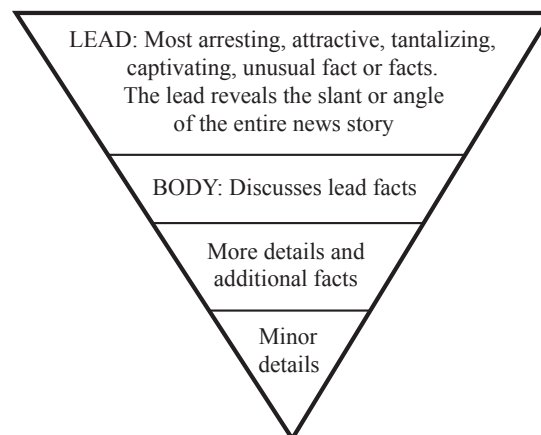 LEAD: Most arresting, attractive, tantalizing,
captivating, unusual fact or facts.
The lead reveals the slant or angle
of the entire news story
BODY: Discusses lead facts
More details and
additional facts
Minor
details